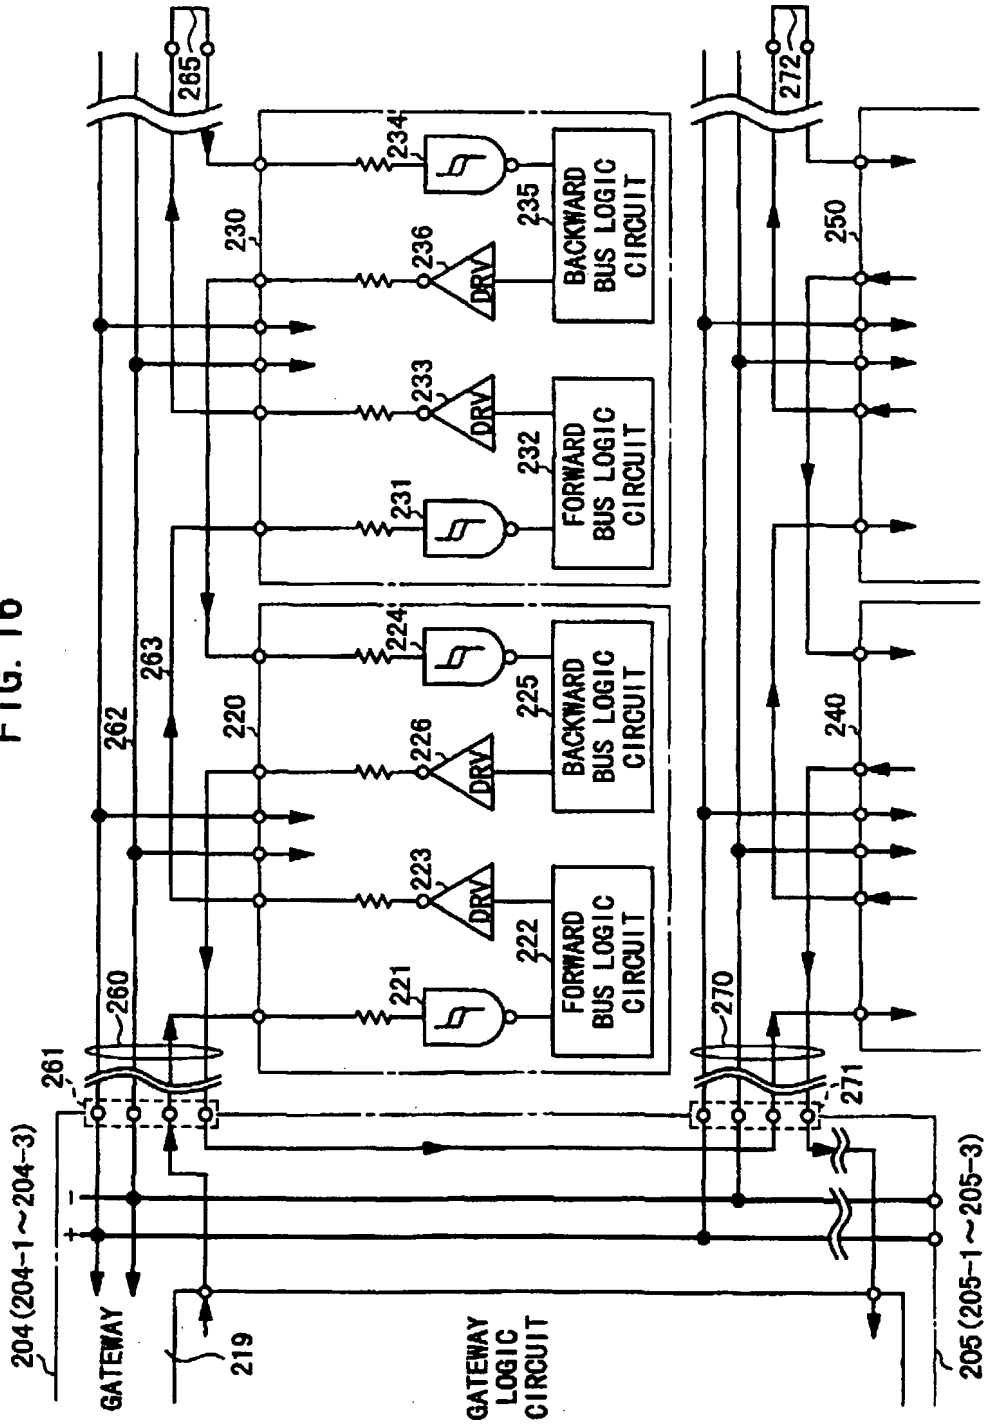 FIG. 16
204 (204-1~204-3)
GATEWAY
219
GATEWAY
LOGIC
CIRCUIT
205 (205-1~205-3)
+
-
261
260
262
263
265
220
221
222
FORWARD
BUS LOGIC
CIRCUIT
223
DRV
226
DRV
224
225
BACKWARD
BUS LOGIC
CIRCUIT
230
231
232
FORWARD
BUS LOGIC
CIRCUIT
233
DRV
236
DRV
234
235
BACKWARD
BUS LOGIC
CIRCUIT
271
270
272
240
250